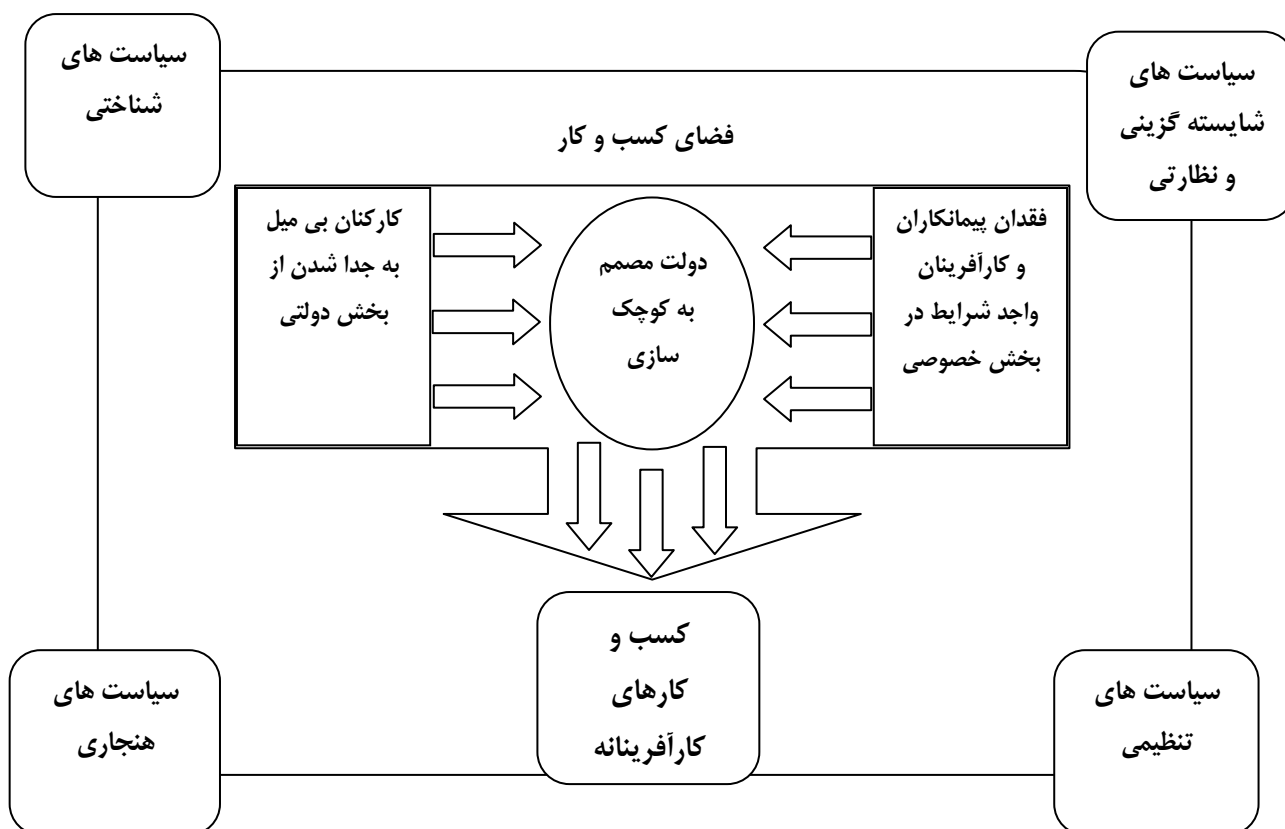 سیاست های
شایسته گزینی
و نظارتی
سیاست های
شناختی
فضای کسب و کار
فقدان پیمانکاران
و کارآفرینان
واجد شرایط در
بخش خصوصی
دولت مصمم
به کوچک
سازی
کارکنان بی میل
به جدا شدن از
بخش دولتی
کسب و
کارهای
کارآفرینانه
سیاست های
تنظیمی
سیاست های
هنجاری